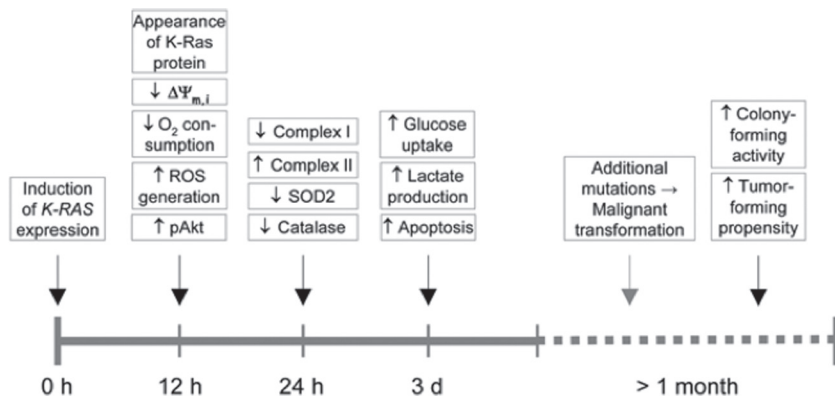 Induction
of K-RAS
expression
Appearance
of K-Ras
protein
↓ ΔΨm,i
↓ O2 con-
sumption
↑ ROS
generation
↑ pAkt
↓ Complex I
↑ Complex II
↓ SOD2
↓ Catalase
↑ Glucose
uptake
↑ Lactate
production
↑ Apoptosis
Additional
mutations →
Malignant
transformation
↑ Colony-
forming
activity
↑ Tumor-
forming
propensity
0 h
12 h
24 h
3 d
> 1 month